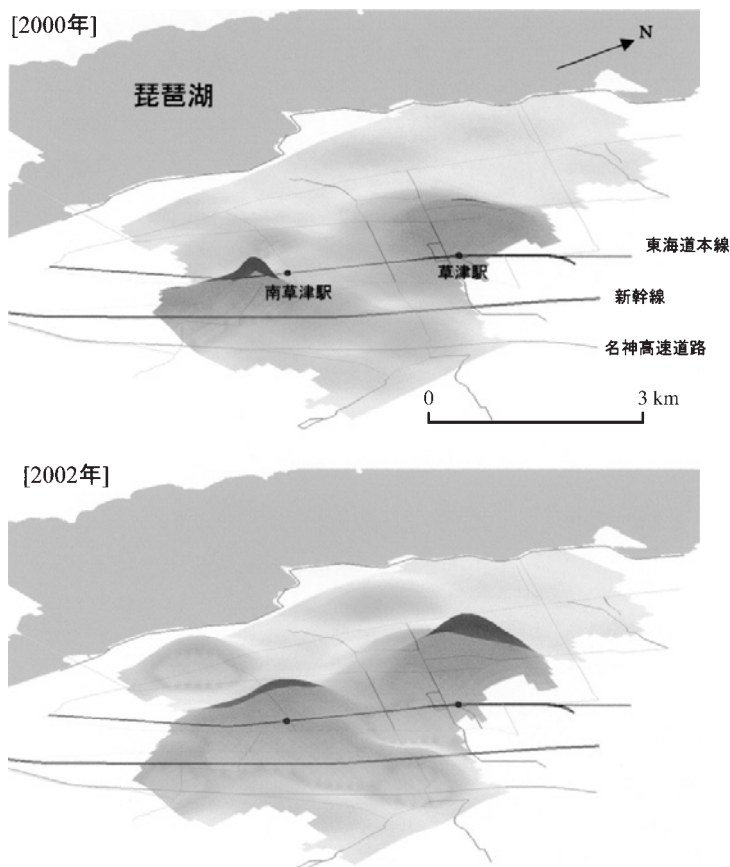 [2000年]
N
琵琶湖
東海道本線
草津駅
南草津駅
新幹線
名神高速道路
0 3 km
[2002年]